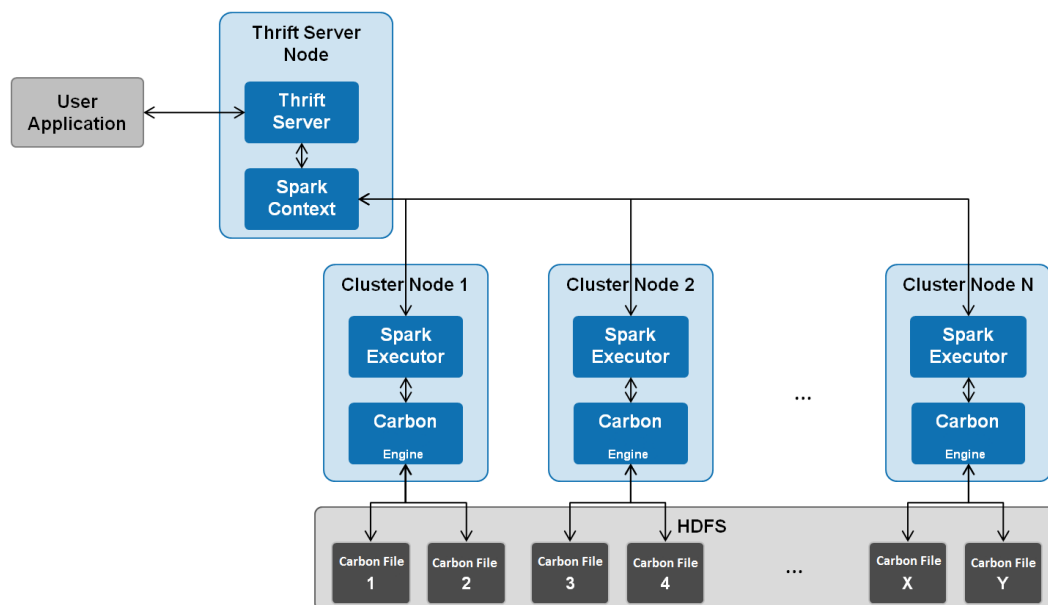 Thrift Server
Node
User
Application
Thrift
Server
Spark
Context
Cluster Node 1
Cluster Node 2
Cluster Node N
Spark
Executor
Spark
Executor
Spark
Executor
...
Carbon
Engine
Carbon
Engine
Carbon
Engine
HDFS
Carbon File
1
Carbon File
2
Carbon File
3
Carbon File
4
...
Carbon File
X
Carbon File
Y